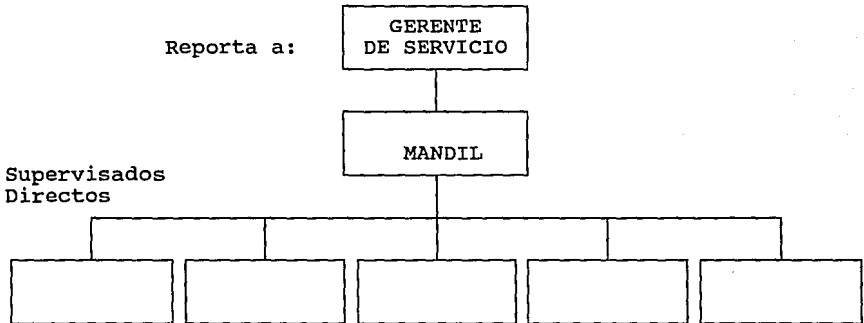 GERENTE
Reporta a: DE SERVICIO
MANDIL
Supervisados
Directos